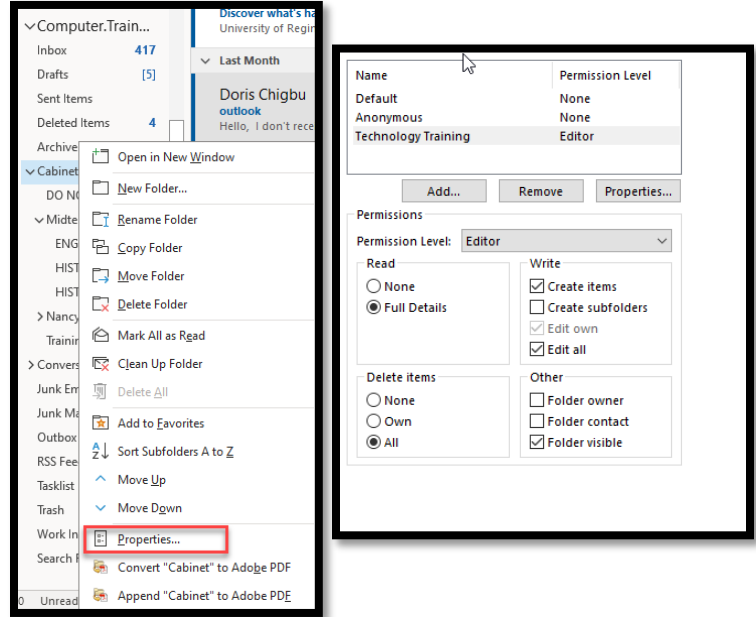 Computer.Train...
Inbox 417
Drafts [5]
Sent Items
Deleted Items 4
Archive
Cabinet
DO NO
Midte
ENG
HIST
HIST
Nancy
Trainin
Convers
Junk Em
Junk Ma
Outbox
RSS Fee
Tasklist
Trash
Work In
Search F
0 Unread
Discover what's ha
University of Regin
Last Month
Doris Chigbu
outlook
Hello, I don't rece
Open in New Window
New Folder...
Rename Folder
Copy Folder
Move Folder
Delete Folder
Mark All as Read
Clean Up Folder
Delete All
Add to Favorites
Sort Subfolders A to Z
Move Up
Move Down
Properties...
Convert "Cabinet" to Adobe PDF
Append "Cabinet" to Adobe PDF
Name Permission Level
Default None
Anonymous None
Technology Training Editor
Add... Remove Properties...
Permissions
Permission Level: Editor
Read
None
Full Details
Write
Create items
Create subfolders
Edit own
Edit all
Delete items
None
Own
All
Other
Folder owner
Folder contact
Folder visible